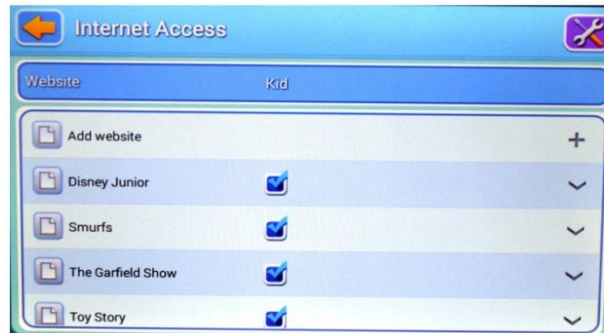 Internet Access
Website Kid
Add website
Disney Junior
Smurfs
The Garfield Show
Toy Story